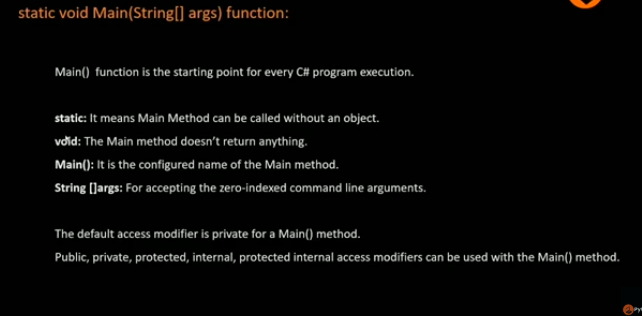 static void Main(String[] args) function:
Main()  function is the starting point for every C# program execution.
static: It means Main Method can be called without an object.
void: The Main method doesn't return anything.
Main(): It is the configured name of the Main method.
String []args: For accepting the zero-indexed command line arguments.
The default access modifier is private for a Main() method.
Public, private, protected, internal, protected internal access modifiers can be used with the Main() method.